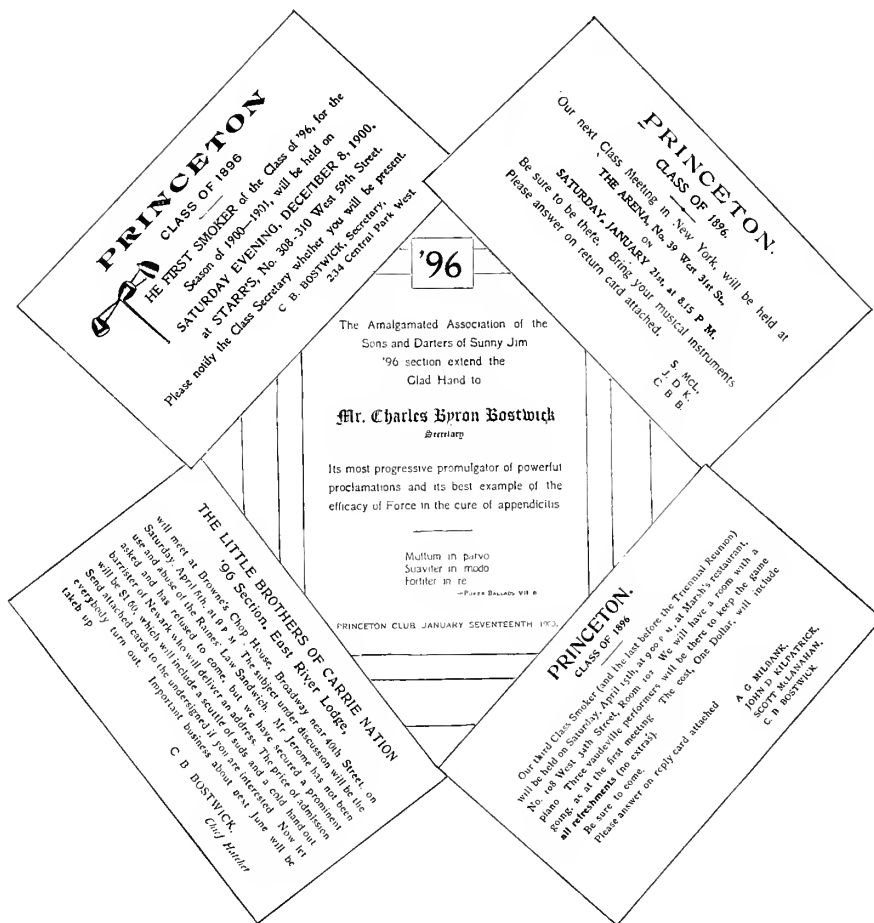 PRINCETON
CLASS OF 1896
THE FIRST SMOKER of the Class of '96, for the
Season of 1900—1901, will be held on
SATURDAY EVENING, DECEMBER 8, 1900.
at STARR'S, No. 308-310 West 59th Street.
Please notify the Class Secretary whether you will be present.
C B. BOSTWICK, Secretary,
234 Central Park West
PRINCETON.
CLASS OF 1896.
Our next Class Meeting in New York, will be held at
THE ARENA, No. 39 West 31st St.,
on
SATURDAY, JANUARY 21st, at 8.15 P M.
Be sure to be there. Bring your musical instruments
Please answer on return card attached.
S. McL,
J. D K.
C B B.
'96
The Amalgamated Association of the
Sons and Darters of Sunny Jim
'96 section extend the
Glad Hand to
Mr. Charles Byron Bostwick
Secretary
Its most progressive promulgator of powerful
proclamations and its best example of the
efficacy of Force in the cure of appendicitis
Multum in parvo
Suaviter in modo
Fortiter in re
PRINCETON CLUB, JANUARY SEVENTEENTH
THE LITTLE BROTHERS OF CARRIE NATION
'96 Section, East River Lodge,
will meet at Browne's Chop House, Broadway near 40th Street, on
Saturday, April 6th, at 9 P. M. The subject under discussion will be the
use and abuse of the Raines' Law Sandwich. Mr Jerome has not been
asked and has refused to come, but we have secured a prominent
barrister of Newark who will deliver an address. The price of admission
will be $1.00, which will include a scuttle of suds and a cold hand out
Send attached cards to the undersigned if you are interested Now let
everybody turn out. Important business about next June will be
takeb up
C B BOSTWICK,
Chief Hatchet
PRINCETON.
CLASS OF 1896
Our third Class Smoker (and the last before the Triennial Reunion)
will be held on Saturday, April 15th, at 9 00 P M., at Marsh's restaurant,
No. 108 West 34th Street, Room 101 We will have a room with a
piano Three vaudeville performers will be there to keep the game
going, as at the first meeting The cost, One Dollar, will include
all refreshments (no extras).
Be sure to come.
Please answer on reply card attached
A G MILBANK,
JOHN D KILPATRICK,
SCOTT McLANAHAN,
C B BOSTWICK